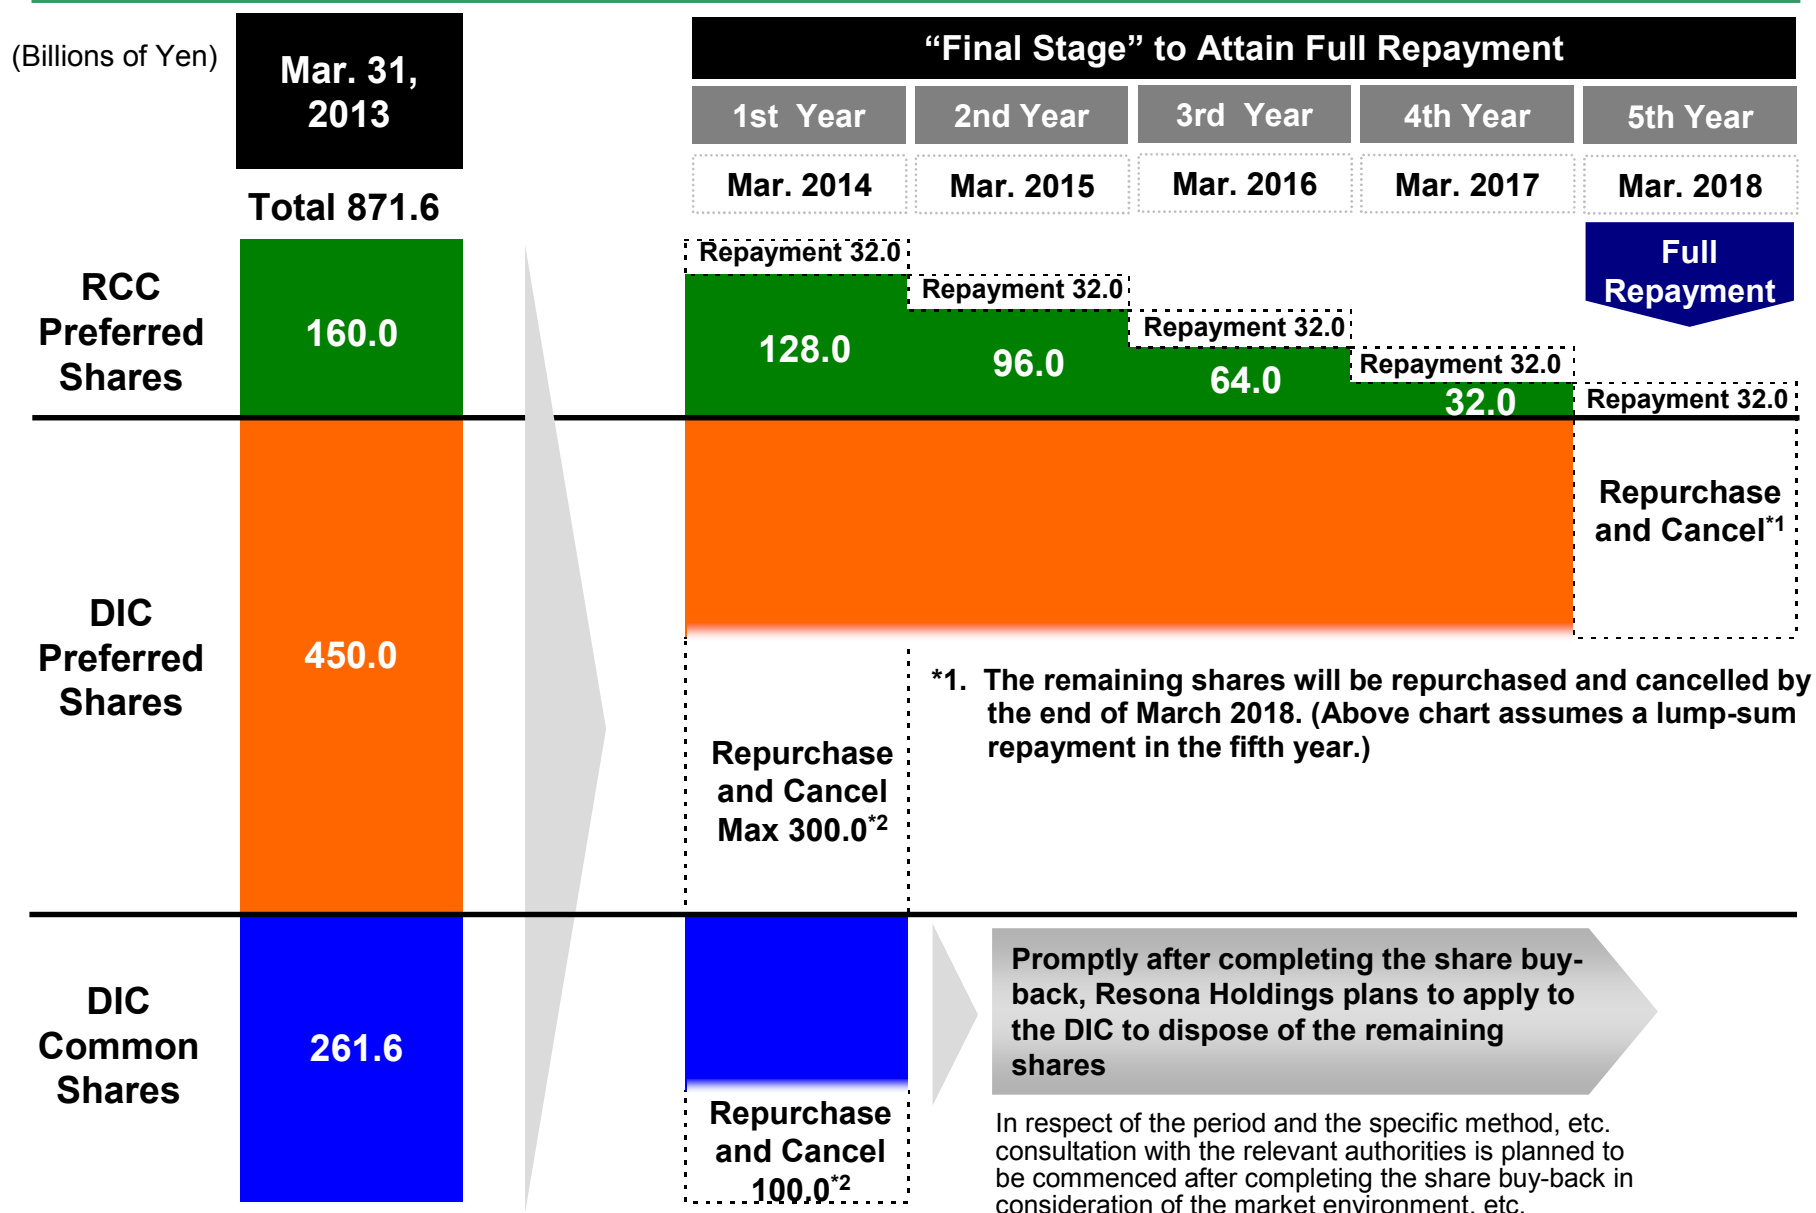 (Billions of Yen)
Mar. 31,
2013
“Final Stage” to Attain Full Repayment
1st Year
2nd Year
3rd Year
4th Year
5th Year
Mar. 2014
Mar. 2015
Mar. 2016
Mar. 2017
Mar. 2018
Total 871.6
Full
Repayment
RCC
Preferred
Shares
160.0
Repayment 32.0
128.0
Repayment 32.0
96.0
Repayment 32.0
64.0
Repayment 32.0
32.0
Repayment 32.0
DIC
Preferred
Shares
450.0
Repurchase
and Cancel*1
Repurchase
and Cancel
Max 300.0*2
*1. The remaining shares will be repurchased and cancelled by
the end of March 2018. (Above chart assumes a lump-sum
repayment in the fifth year.)
DIC
Common
Shares
261.6
Repurchase
and Cancel
100.0*2
Promptly after completing the share buy-
back, Resona Holdings plans to apply to
the DIC to dispose of the remaining
shares
In respect of the period and the specific method, etc.
consultation with the relevant authorities is planned to
be commenced after completing the share buy-back in
consideration of the market environment, etc.